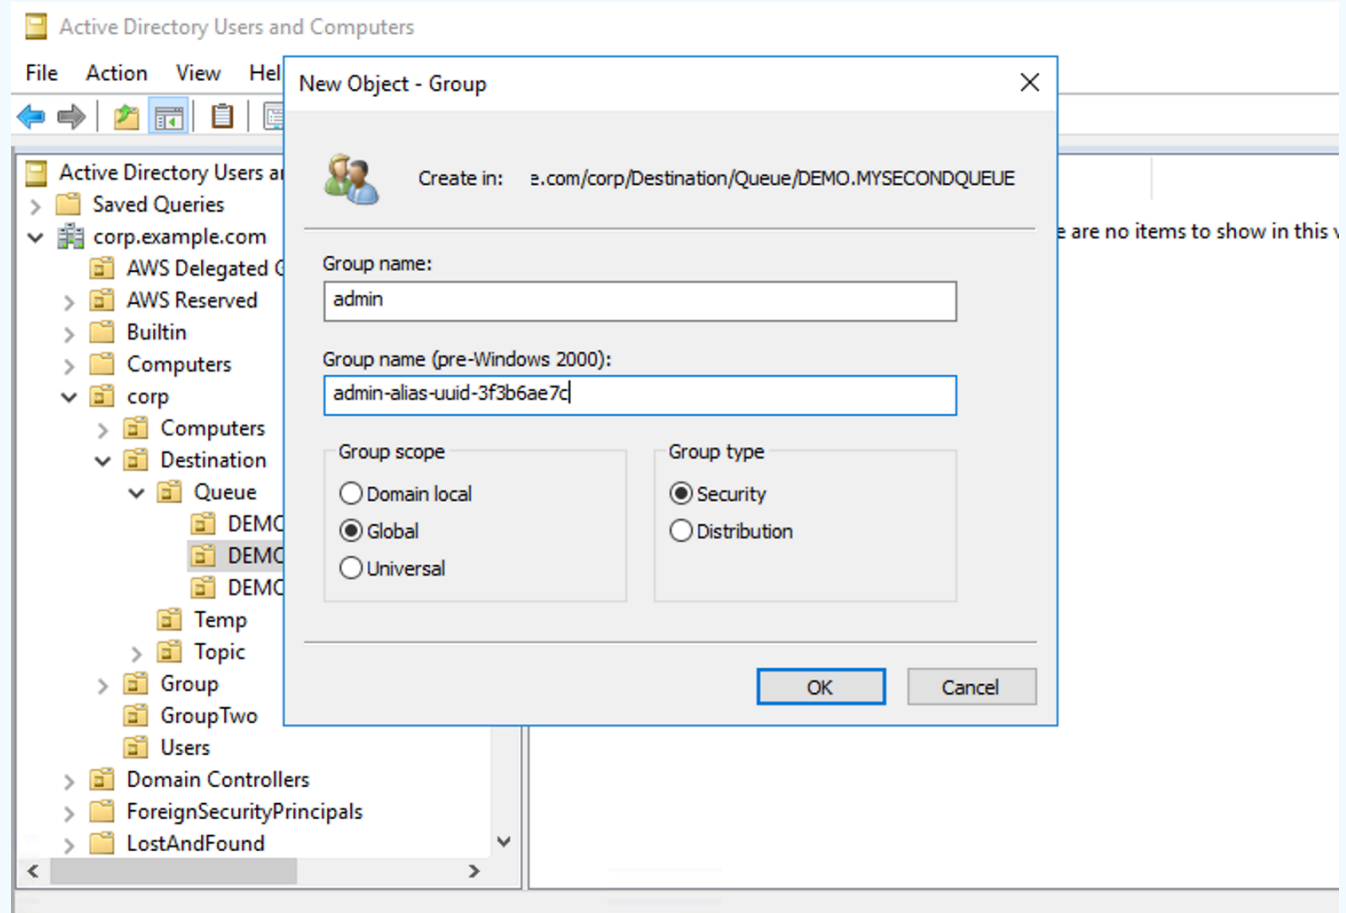 Active Directory Users and Computers
File Action View Hel
New Object - Group
Create in: e.com/corp/Destination/Queue/DEMO.MYSECONDQUEUE
Group name:
admin
Group name (pre-Windows 2000):
admin-alias-uuid-3f3b6ae7c
Group scope
Domain local
Global
Universal
Group type
Security
Distribution
OK
Cancel
Active Directory Users a
Saved Queries
corp.example.com
AWS Delegated G
AWS Reserved
Builtin
Computers
corp
Computers
Destination
Queue
DEMO
DEMO
DEMO
Temp
Topic
Group
GroupTwo
Users
Domain Controllers
ForeignSecurityPrincipals
LostAndFound
e are no items to show in this v